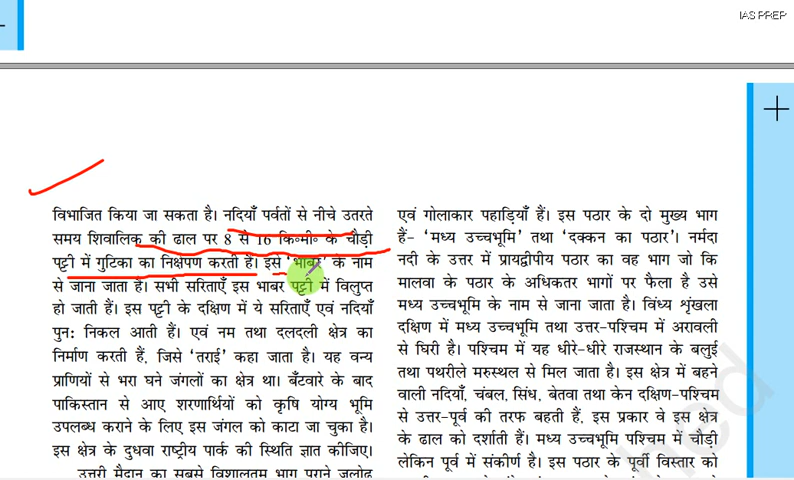 IAS PREP
विभाजित किया जा सकता है। नदियाँ पर्वतों से नीचे उतरते
समय शिवालिक की ढाल पर 8 से 16 कि॰मी॰ के चौड़ी
पट्टी में गुटिका का निक्षेपण करती हैं। इसे 'भाबर' के नाम
से जाना जाता है। सभी सरिताएँ इस भाबर पट्टी में विलुप्त
हो जाती हैं। इस पट्टी के दक्षिण में ये सरिताएँ एवं नदियाँ
पुन: निकल आती हैं। एवं नम तथा दलदली क्षेत्र का
निर्माण करती हैं, जिसे 'तराई' कहा जाता है। यह वन्य
प्राणियों से भरा घने जंगलों का क्षेत्र था। बँटवारे के बाद
पाकिस्तान से आए शरणार्थियों को कृषि योग्य भूमि
उपलब्ध कराने के लिए इस जंगल को काटा जा चुका है।
इस क्षेत्र के दुधवा राष्ट्रीय पार्क की स्थिति ज्ञात कीजिए।
उत्तरी मैदान का सबसे विशालतम भाग पुराने जलोढ़
एवं गोलाकार पहाड़ियाँ हैं। इस पठार के दो मुख्य भाग
हैं- 'मध्य उच्चभूमि' तथा 'दक्कन का पठार'। नर्मदा
नदी के उत्तर में प्रायद्वीपीय पठार का वह भाग जो कि
मालवा के पठार के अधिकतर भागों पर फैला है उसे
मध्य उच्चभूमि के नाम से जाना जाता है। विंध्य शृंखला
दक्षिण में मध्य उच्चभूमि तथा उत्तर-पश्चिम में अरावली
से घिरी है। पश्चिम में यह धीरे-धीरे राजस्थान के बलुई
तथा पथरीले मरुस्थल से मिल जाता है। इस क्षेत्र में बहने
वाली नदियाँ, चंबल, सिंध, बेतवा तथा केन दक्षिण-पश्चिम
से उत्तर-पूर्व की तरफ बहती हैं, इस प्रकार वे इस क्षेत्र
के ढाल को दर्शाती हैं। मध्य उच्चभूमि पश्चिम में चौड़ी
लेकिन पूर्व में संकीर्ण है। इस पठार के पूर्वी विस्तार को